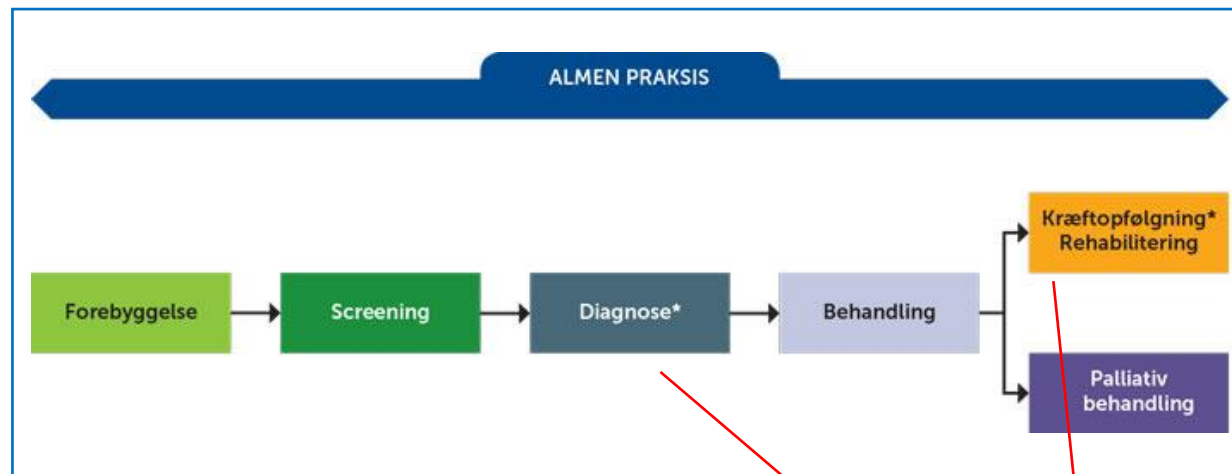 ALMEN PRAKSIS
Forebyggelse
Screening
Diagnose*
Behandling
Kræftopfølgning*
Rehabilitering
Palliativ
behandling